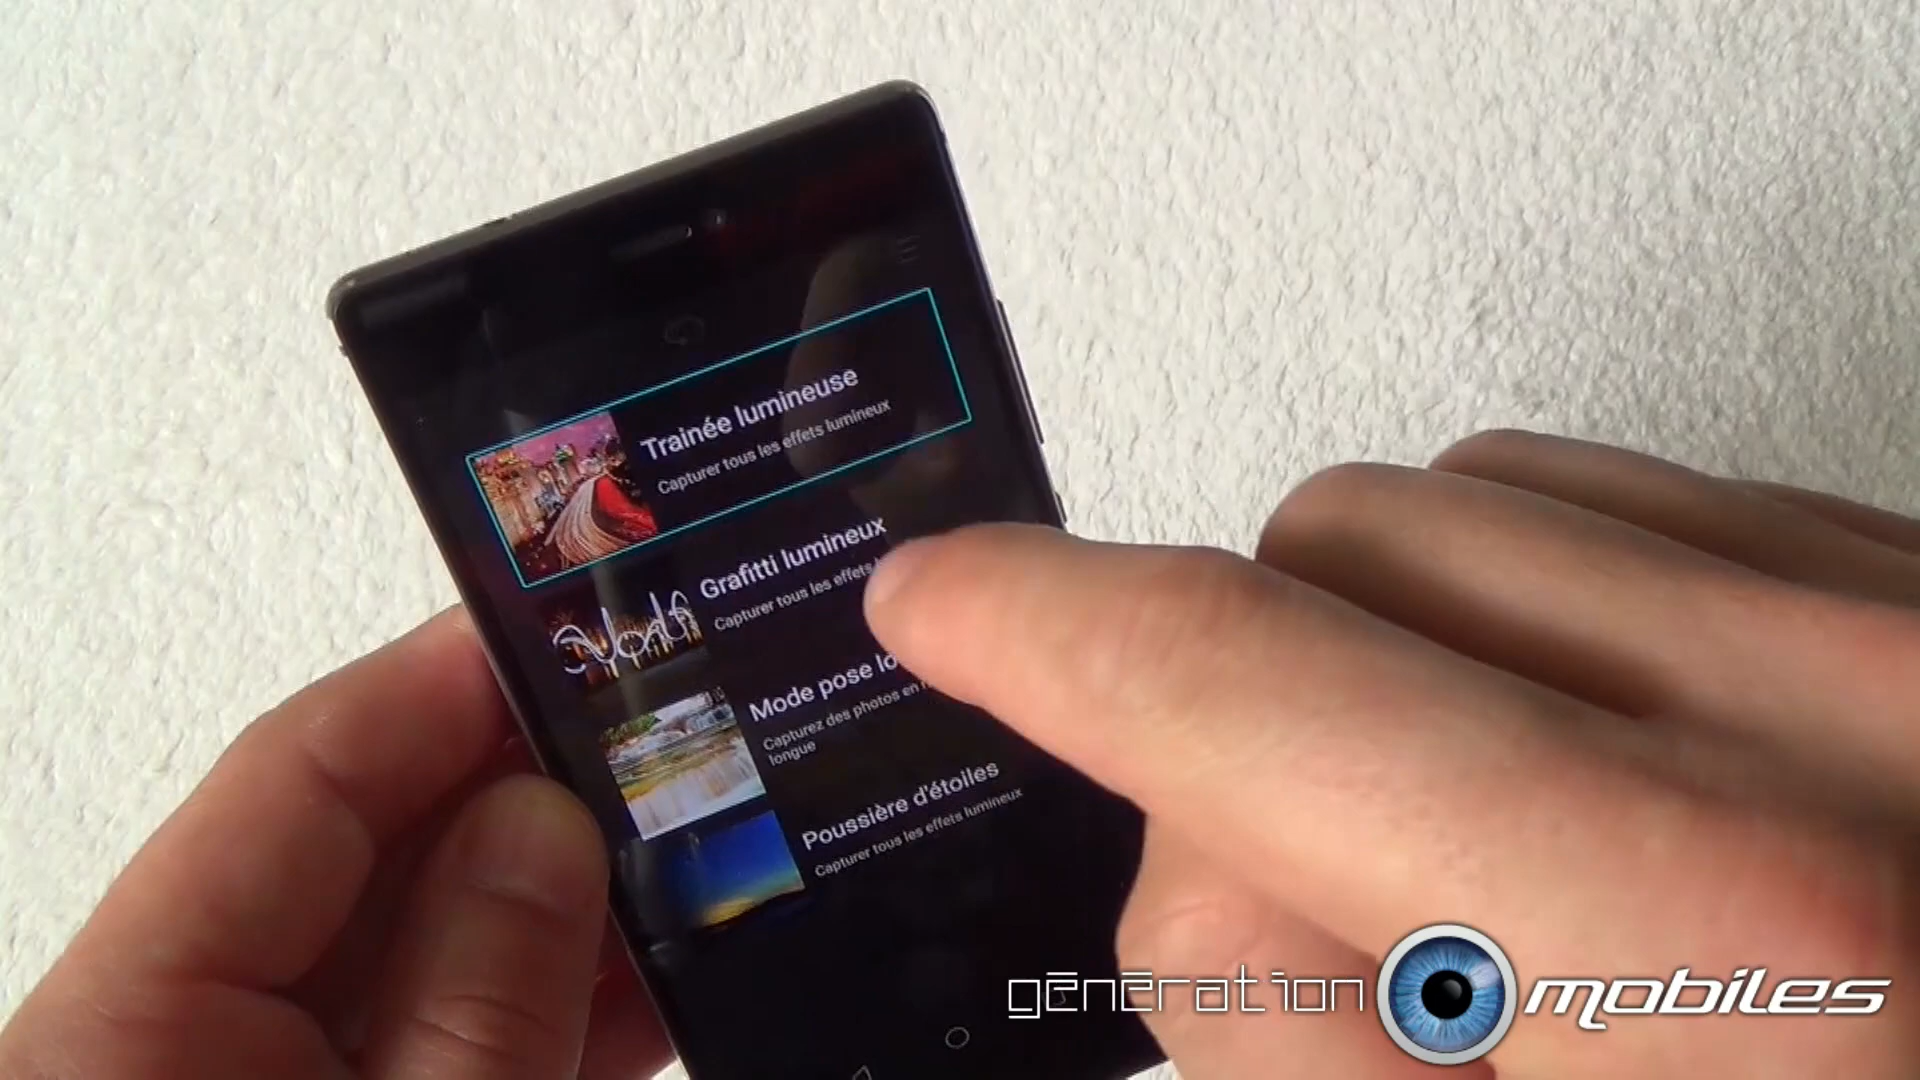 Trainée lumineuse
Capturer tous les effets lumineux
Grafitti lumineux
Capturer tous les effets
Mode pose
Capturez des photos en
longue
Poussière d'étoiles
Capturer tous les effets lumineux
génération mobiles